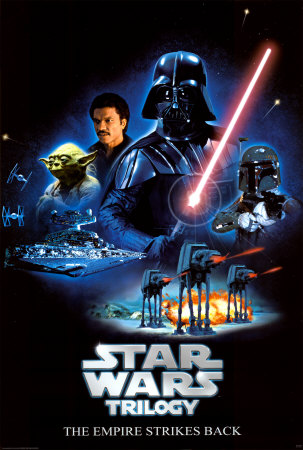 STAR
WARS
TRILOGY
THE EMPIRE STRIKES BACK